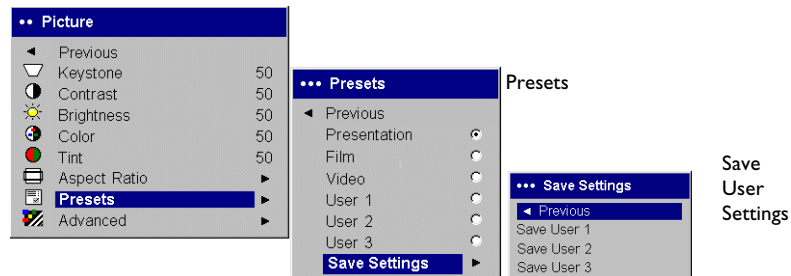 •• Picture
◄ Previous
Keystone 50
Contrast 50
Brightness 50
Color 50
Tint 50
Aspect Ratio ►
Presets ►
Advanced ►
••• Presets
◄ Previous
Presentation
Film
Video
User 1
User 2
User 3
Save Settings ►
Presets
••• Save Settings
◄ Previous
Save User 1
Save User 2
Save User 3
Save
User
Settings